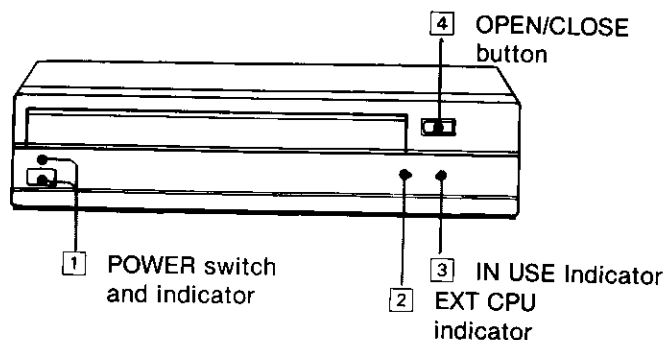 4 OPEN/CLOSE
button
1 POWER switch
and indicator
3 IN USE Indicator
2 EXT CPU
indicator